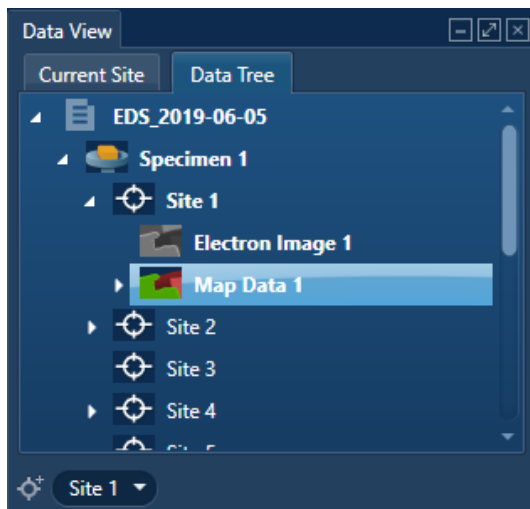 Data View
Current Site Data Tree
EDS_2019-06-05
Specimen 1
Site 1
Electron Image 1
Map Data 1
Site 2
Site 3
Site 4
Site 1